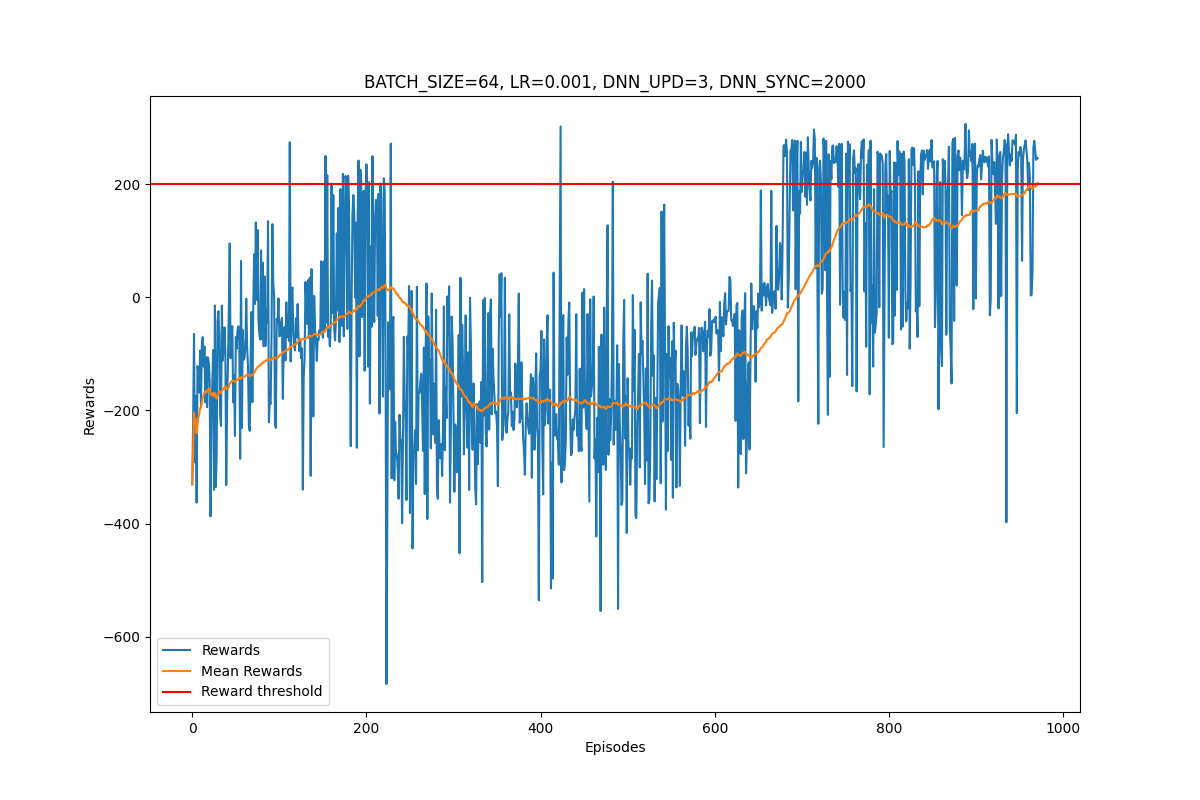 BATCH_SIZE=64, LR=0.001, DNN_UPD=3, DNN_SYNC=2000
200
0
−200
−400
−600
Rewards
Rewards
Mean Rewards
Reward threshold
0
200
400
600
800
1000
Episodes